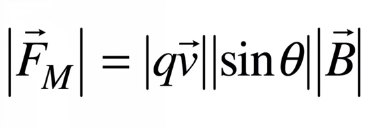 |F⃗_M| = |qv⃗||sin θ||B⃗|